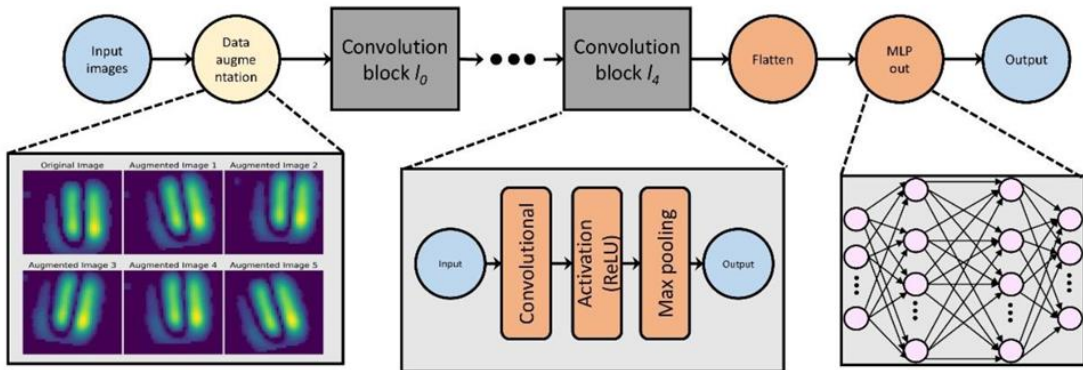 Input
images
Data
augme
ntation
Convolution
block l0
Convolution
block l4
Flatten
MLP
out
Output
Original Image
Augmented Image 1
Augmented Image 2
Augmented Image 3
Augmented Image 4
Augmented Image 5
Input
Convolutional
Activation
(ReLU)
Max pooling
Output